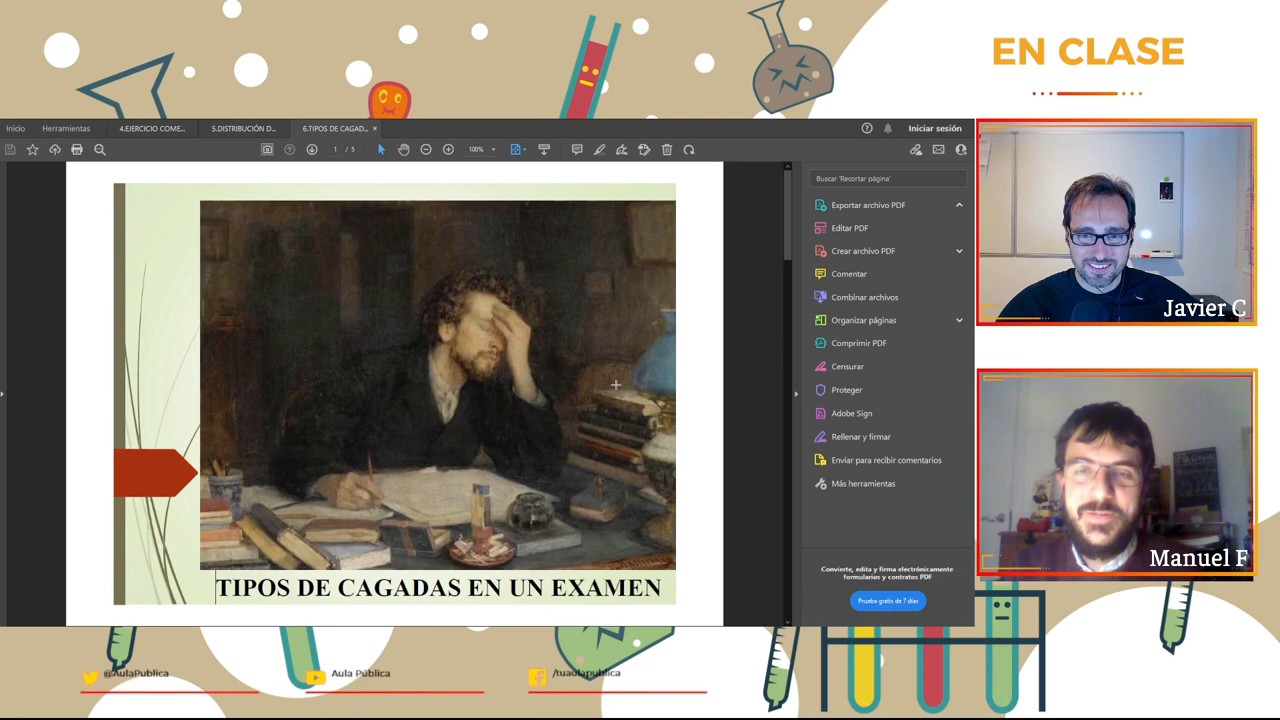 EN CLASE
Inicio
Herramientas
4.EJERCICIO COME...
5.DISTRIBUCIÓN D...
6.TIPOS DE CAGAD...
×
Iniciar sesión
1 / 5
100%
Buscar 'Recortar página'
Exportar archivo PDF
Editar PDF
Crear archivo PDF
Comentar
Combinar archivos
Organizar páginas
Comprimir PDF
Censurar
Proteger
Adobe Sign
Rellenar y firmar
Enviar para recibir comentarios
Más herramientas
Convierte, edita y firma electrónicamente
formularios y contratos PDF
Prueba gratis de 7 días
TIPOS DE CAGADAS EN UN EXAMEN
Javier C
Manuel F
@AulaPublica
Aula Pública
/tuaulapublica